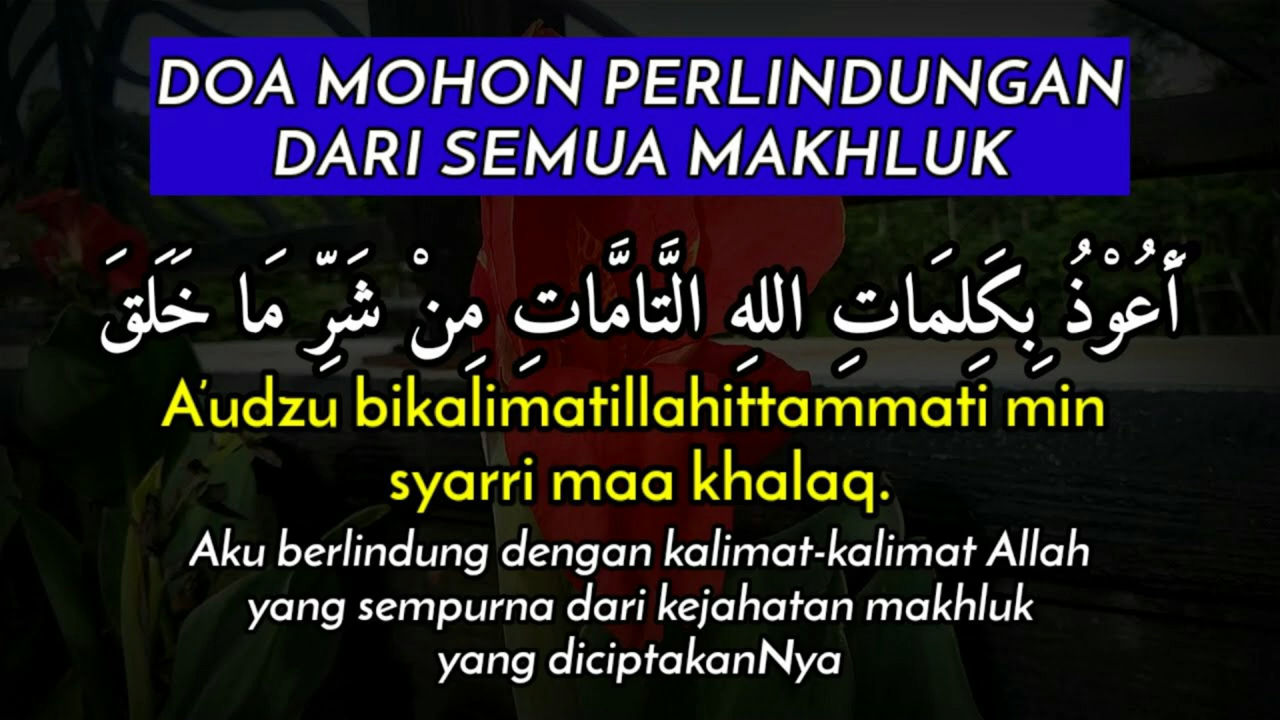 DOA MOHON PERLINDUNGAN
DARI SEMUA MAKHLUK
أَعُوْذُ بِكَلِمَاتِ اللهِ التَّامَّاتِ مِنْ شَرِّ مَا خَلَقَ
A'udzu bikalimatillahittammati min
syarri maa khalaq.
Aku berlindung dengan kalimat-kalimat Allah
yang sempurna dari kejahatan makhluk
yang diciptakanNya